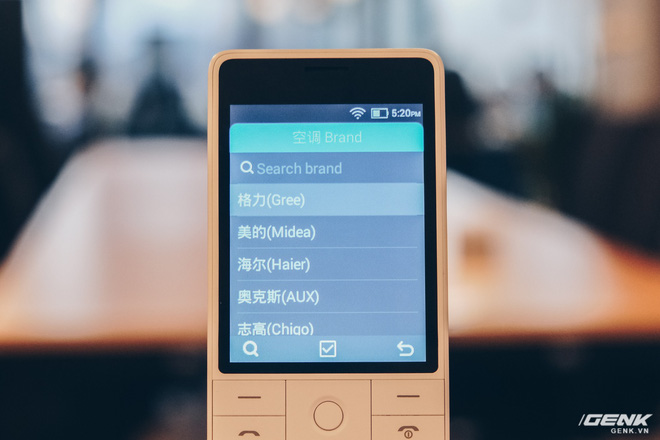 5:20PM
空调 Brand
Search brand
格力(Gree)
美的(Midea)
海尔(Haier)
奥克斯(AUX)
志高(Chigo)
GENK
GENK.VN